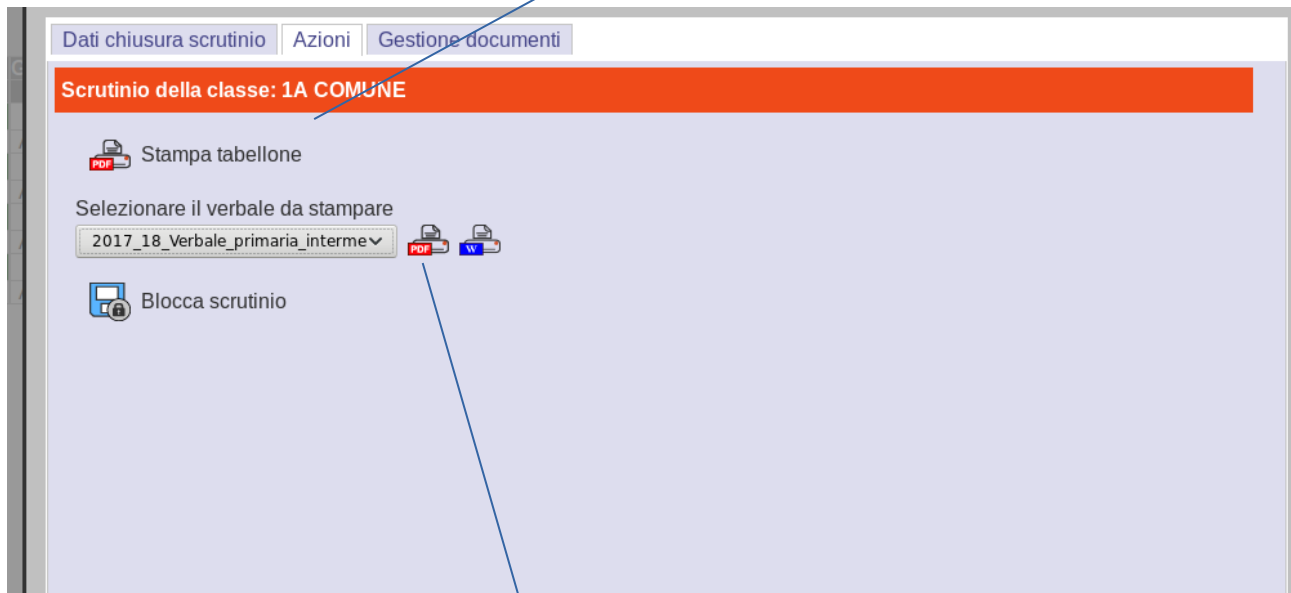 Dati chiusura scrutinio Azioni Gestione documenti
Scrutinio della classe: 1A COMUNE
PDF Stampa tabellone
Selezionare il verbale da stampare
2017_18_Verbale_primaria_interme PDF W
Blocca scrutinio